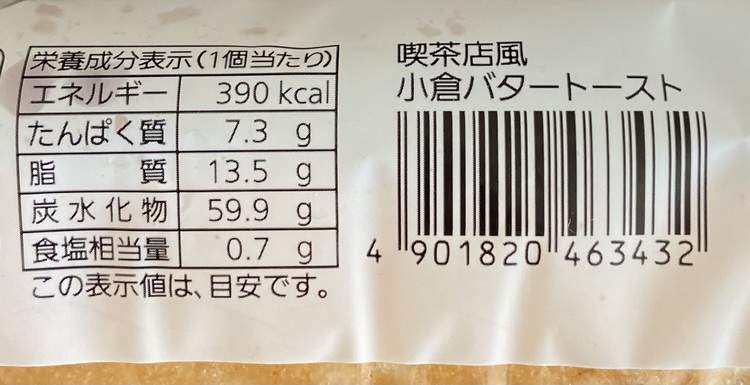 栄養成分表示(1個当たり)
エネルギー 390 kcal
たんぱく質 7.3 g
脂質 13.5 g
炭水化物 59.9 g
食塩相当量 0.7 g
この表示値は、目安です。
喫茶店風
小倉バタートースト
4 901820 463432